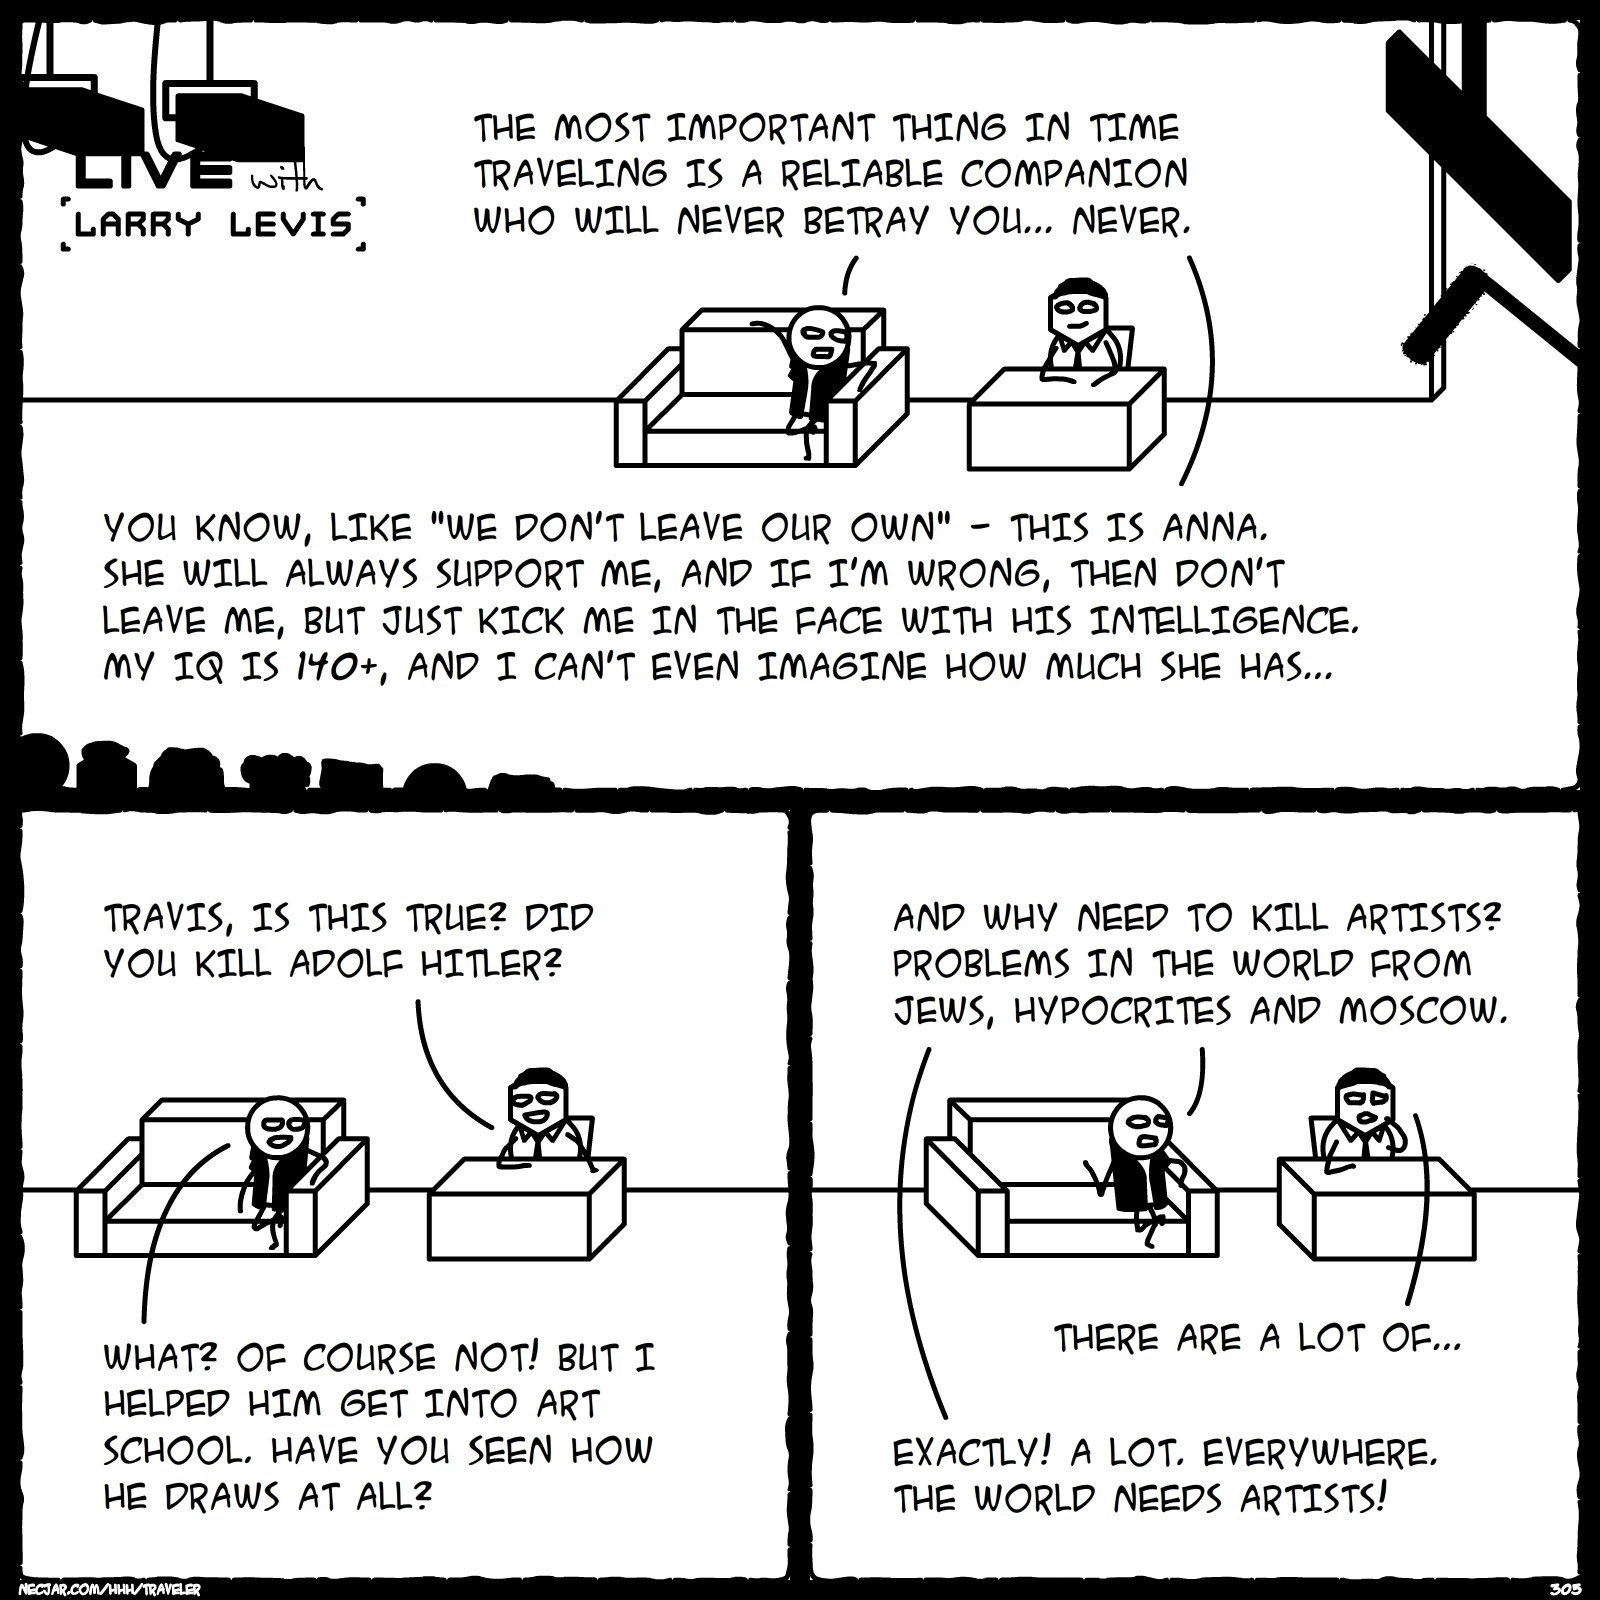 LIVE with
[LARRY LEVIS]
THE MOST IMPORTANT THING IN TIME
TRAVELING IS A RELIABLE COMPANION
WHO WILL NEVER BETRAY YOU... NEVER.
YOU KNOW, LIKE "WE DON'T LEAVE OUR OWN" - THIS IS ANNA.
SHE WILL ALWAYS SUPPORT ME, AND IF I'M WRONG, THEN DON'T
LEAVE ME, BUT JUST KICK ME IN THE FACE WITH HIS INTELLIGENCE.
MY IQ IS 140+, AND I CAN'T EVEN IMAGINE HOW MUCH SHE HAS...
TRAVIS, IS THIS TRUE? DID
YOU KILL ADOLF HITLER?
WHAT? OF COURSE NOT! BUT I
HELPED HIM GET INTO ART
SCHOOL. HAVE YOU SEEN HOW
HE DRAWS AT ALL?
AND WHY NEED TO KILL ARTISTS?
PROBLEMS IN THE WORLD FROM
JEWS, HYPOCRITES AND MOSCOW.
THERE ARE A LOT OF...
EXACTLY! A LOT. EVERYWHERE.
THE WORLD NEEDS ARTISTS!
NECJAR.COM/HHH/TRAVELER
305